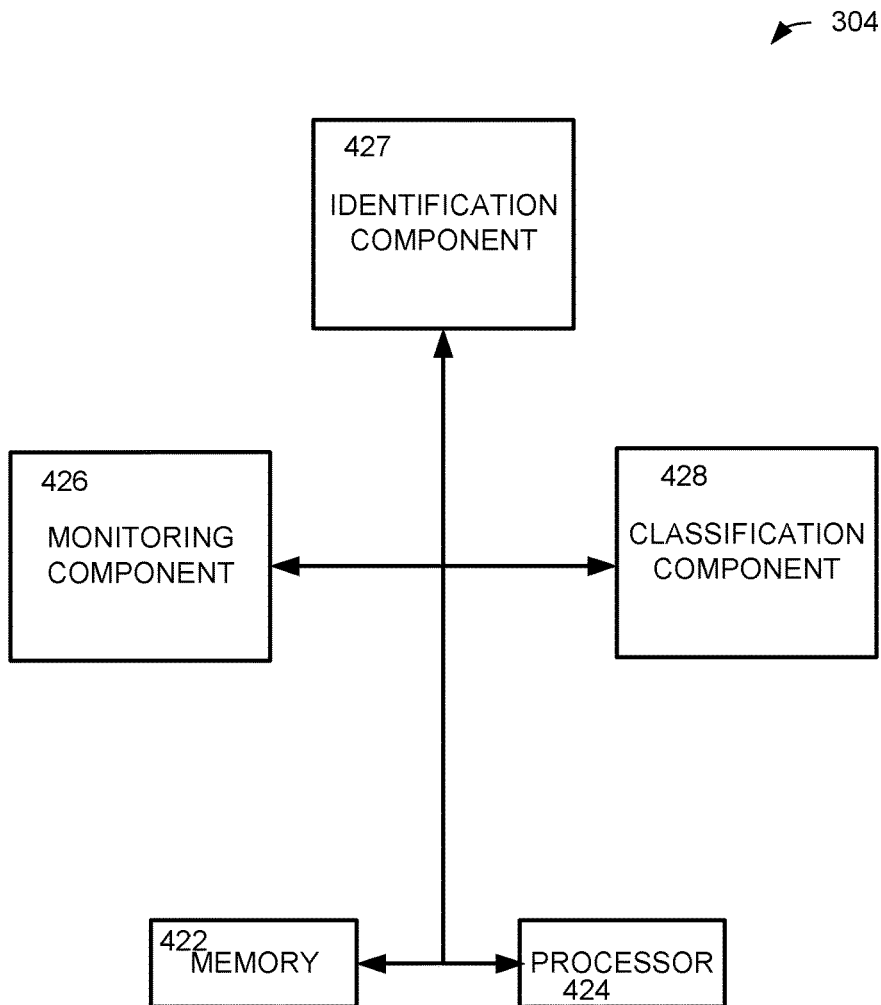 304
427
IDENTIFICATION
COMPONENT
426
MONITORING
COMPONENT
428
CLASSIFICATION
COMPONENT
422
MEMORY
PROCESSOR
424